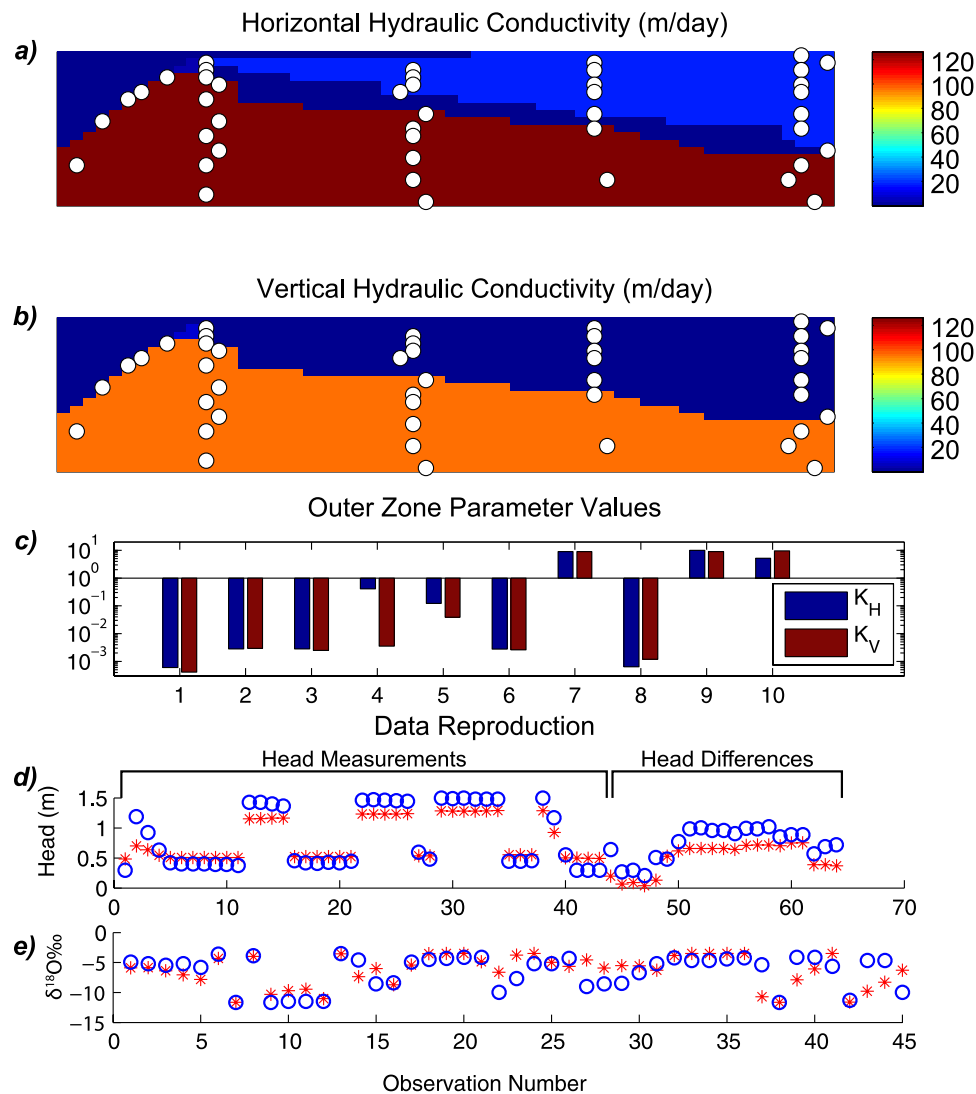 Horizontal Hydraulic Conductivity (m/day)
a)
120
100
80
60
40
20
Vertical Hydraulic Conductivity (m/day)
b)
120
100
80
60
40
20
Outer Zone Parameter Values
c)
10¹
10⁰
10⁻¹
10⁻²
10⁻³
K_H
K_V
1 2 3 4 5 6 7 8 9 10
Data Reproduction
Head Measurements Head Differences
d)
Head (m)
1.5
1
0.5
0
0 10 20 30 40 50 60 70
e)
δ¹⁸O‰
0
−5
−10
−15
0 5 10 15 20 25 30 35 40 45
Observation Number